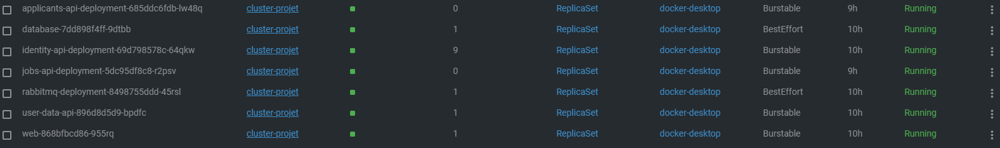 applicants-api-deployment-685ddc6fdb-lw48q cluster-projet 0 ReplicaSet docker-desktop Burstable 9h Running
database-7dd898f4ff-9dtbb cluster-projet 1 ReplicaSet docker-desktop BestEffort 10h Running
identity-api-deployment-69d798578c-64qkw cluster-projet 9 ReplicaSet docker-desktop Burstable 10h Running
jobs-api-deployment-5dc95df8c8-r2psv cluster-projet 0 ReplicaSet docker-desktop Burstable 9h Running
rabbitmq-deployment-8498755ddd-45rsl cluster-projet 1 ReplicaSet docker-desktop BestEffort 10h Running
user-data-api-896d8d5d9-bpdfc cluster-projet 1 ReplicaSet docker-desktop Burstable 10h Running
web-868bfbcd86-955rq cluster-projet 1 ReplicaSet docker-desktop Burstable 10h Running